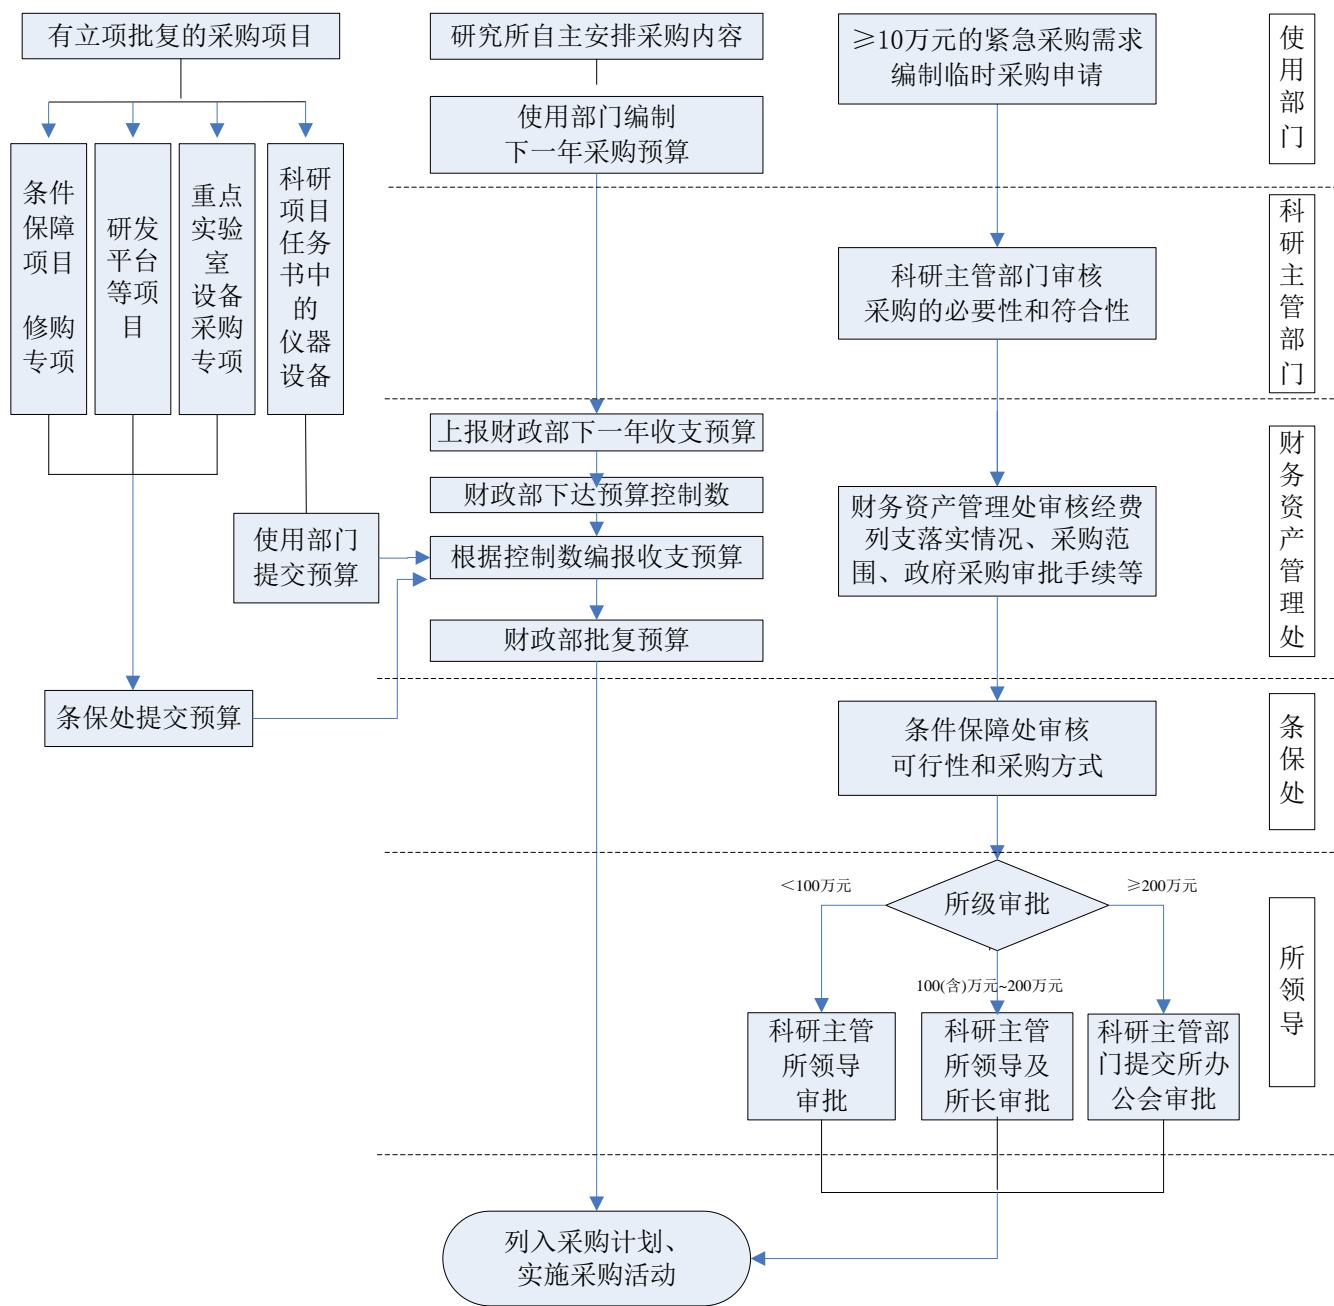 有立项批复的采购项目
条件
保障
项目
修购
专项
研发
平台
等项
目
重点
实验
室
设备
采购
专项
科研
项目
任务
书中
的
仪器
设备
使用部门
提交预算
条保处提交预算
研究所自主安排采购内容
使用部门编制
下一年采购预算
上报财政部下一年收支预算
财政部下达预算控制数
根据控制数编报收支预算
财政部批复预算
≥10万元的紧急采购需求
编制临时采购申请
科研主管部门审核
采购的必要性和符合性
财务资产管理处审核经费
列支落实情况、采购范
围、政府采购审批手续等
条件保障处审核
可行性和采购方式
所级审批
<100万元
≥200万元
100(含)万元~200万元
科研主管
所领导
审批
科研主管
所领导及
所长审批
科研主管部
门提交所办
公会审批
列入采购计划、
实施采购活动
使用部门
科研主管部门
财务资产管理处
条保处
所领导